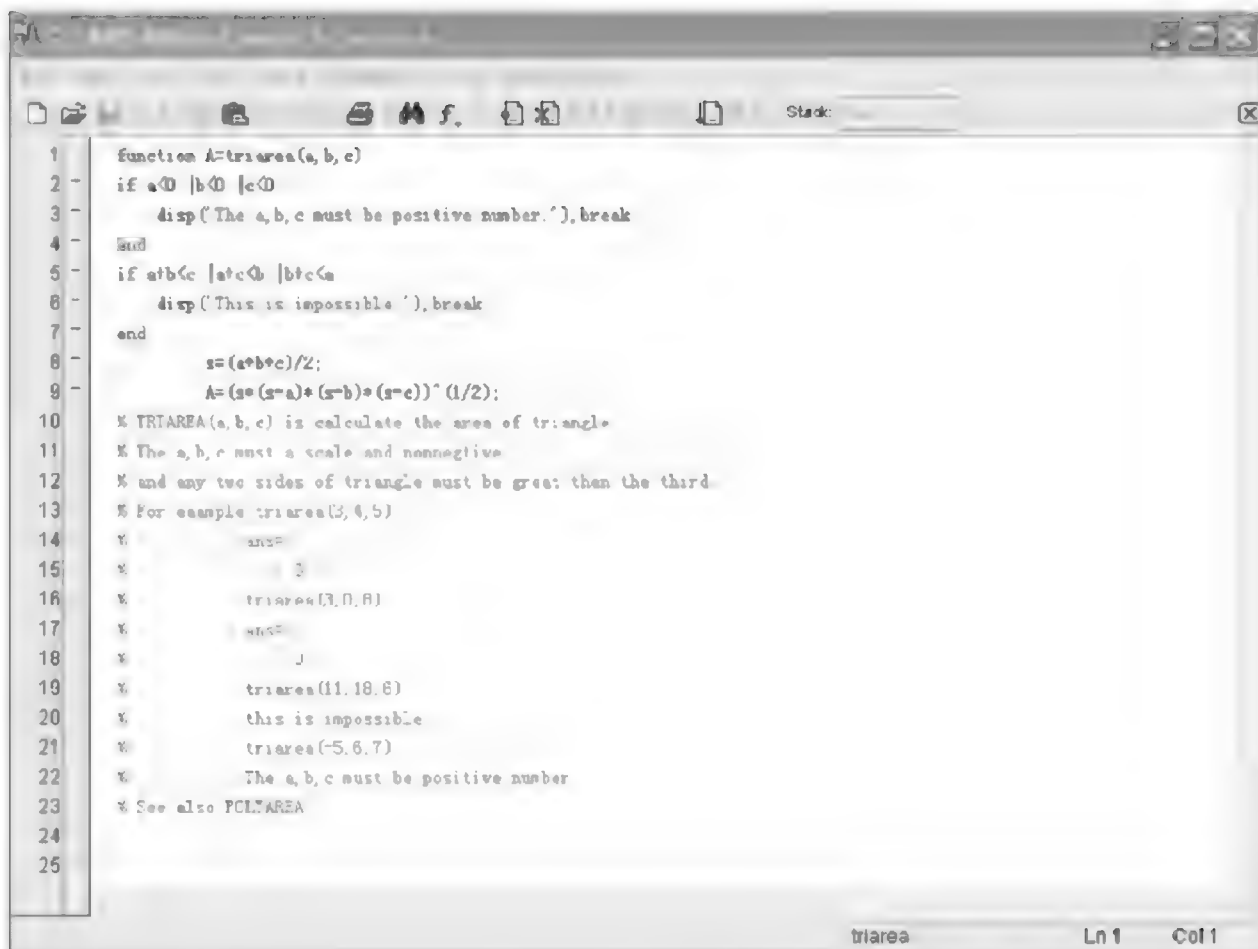 Stack:
1 function A=triarea(a,b,c)
2 - if a<0 |b<0 |c<0
3 - disp('The a,b,c must be positive number.'),break
4 - end
5 - if a+b<c |a+c<b |b+c<a
6 - disp('This is impossible '),break
7 - end
8 - s=(a+b+c)/2;
9 - A=(s*(s-a)*(s-b)*(s-c))^(1/2);
10 % TRIAREA(a,b,c) is calculate the area of triangle
11 % The a,b,c must a scale and nonnegtive
12 % and any two sides of triangle must be great than the third
13 % For example triarea(3,4,5)
14 % ans=
15 %
16 % triarea(3,0,8)
17 % ans=
18 %
19 % triarea(11,18,6)
20 % this is impossible
21 % triarea(-5,6,7)
22 % The a,b,c must be positive number
23 % See also
24
25
triarea Ln 1 Col 1